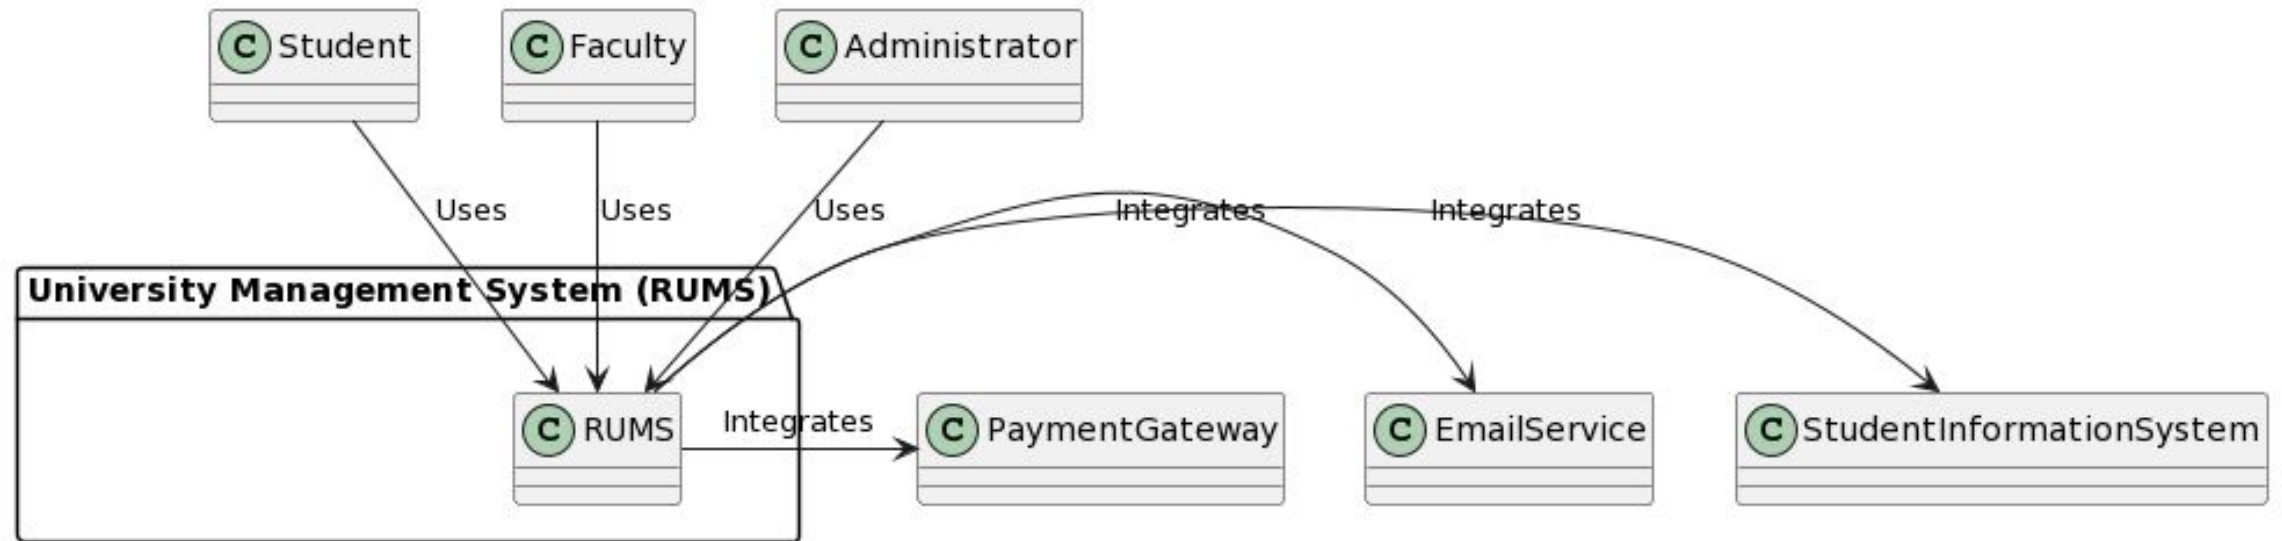 C Student
C Faculty
C Administrator
Uses
Uses
Uses
Integrates
Integrates
University Management System (RUMS)
Integrates
C RUMS
C PaymentGateway
C EmailService
C StudentInformationSystem